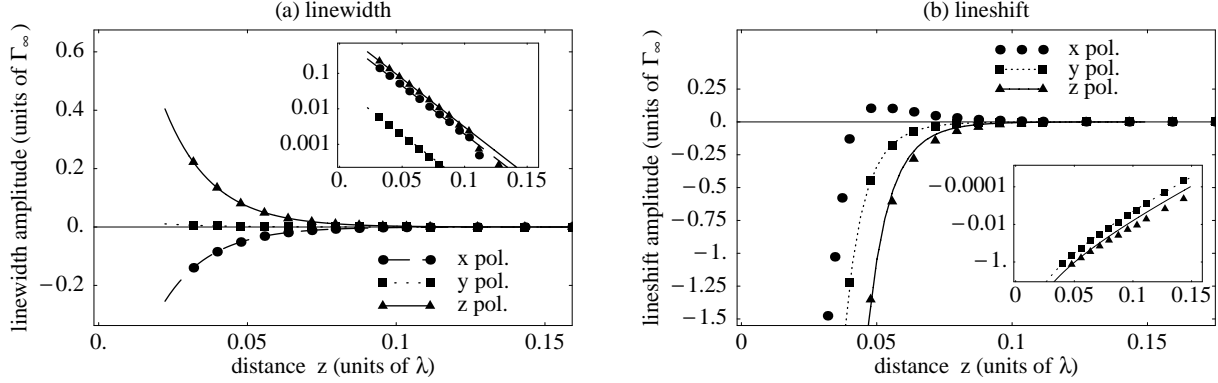 (a) linewidth
linewidth amplitude (units of Γ∞)
0.6
0.4
0.2
0.
−0.2
0.
0.05
0.1
0.15
distance z (units of λ)
0.1
0.01
0.001
0.
0.05
0.1
0.15
x pol.
y pol.
z pol.
(b) lineshift
lineshift amplitude (units of Γ∞)
0.25
0.
−0.25
−0.5
−0.75
−1.
−1.25
−1.5
0
0.05
0.1
0.15
distance z (units of λ)
x pol.
y pol.
z pol.
−0.0001
−0.01
−1.
0
0.05
0.1
0.15